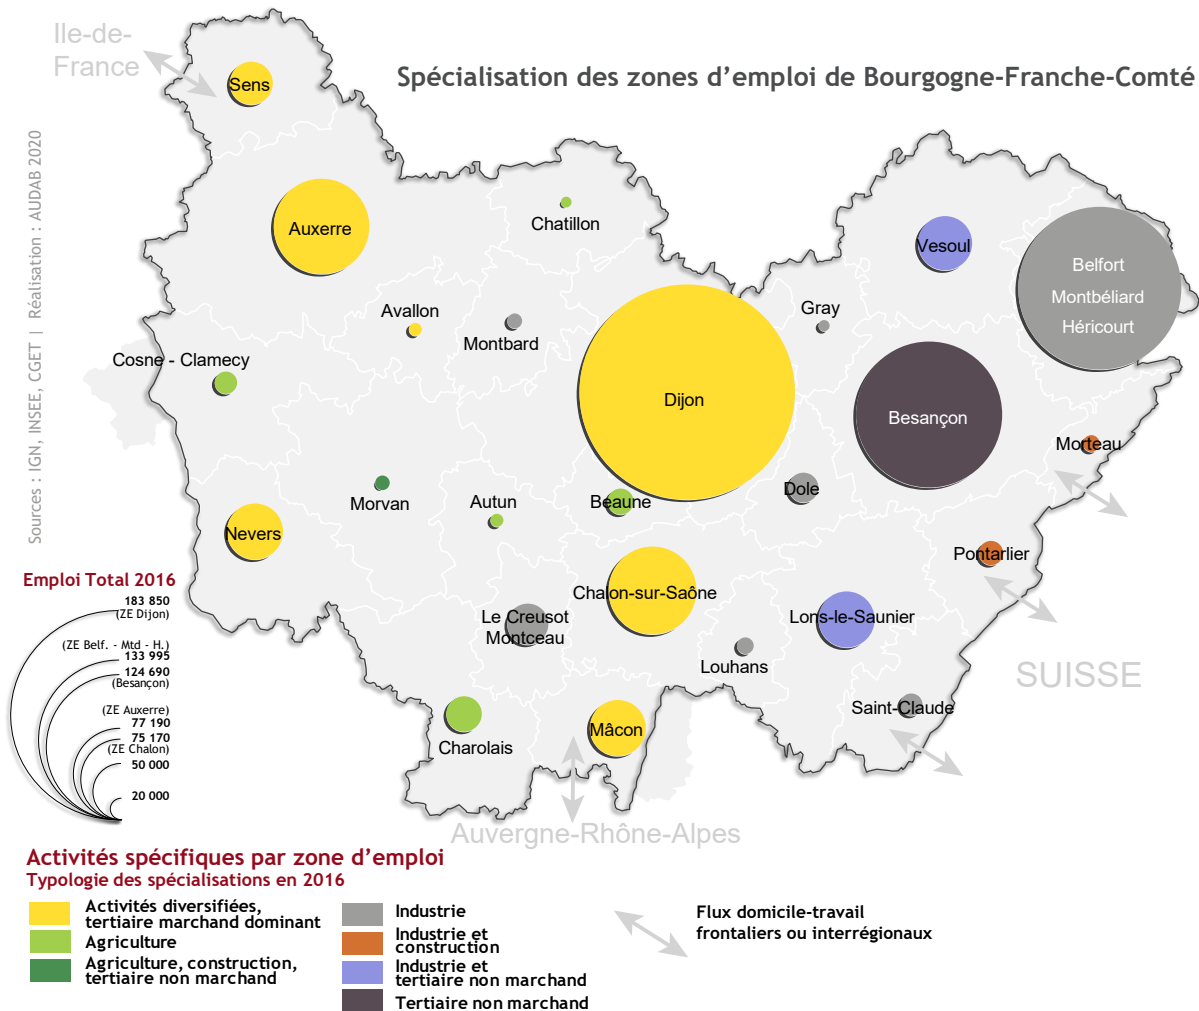 Ile-de-
France
Spécialisation des zones d’emploi de Bourgogne-Franche-Comté
Sources : IGN, INSEE, CGET | Réalisation : AUDAB 2020
Sens
Auxerre
Chatillon
Vesoul
Belfort
Montbéliard
Héricourt
Avallon
Montbard
Gray
Cosne - Clamecy
Dijon
Besançon
Morteau
Morvan
Autun
Beaune
Dole
Nevers
Pontarlier
Chalon-sur-Saône
Le Creusot
Montceau
Lons-le-Saunier
Louhans
SUISSE
Saint-Claude
Charolais
Mâcon
Auvergne-Rhône-Alpes
Emploi Total 2016
183 850
(ZE Dijon)
(ZE Belf. - Mtd - H.)
133 995
124 690
(Besançon)
(ZE Auxerre)
77 190
75 170
(ZE Chalon)
50 000
20 000
Activités spécifiques par zone d’emploi
Typologie des spécialisations en 2016
Activités diversifiées,
tertiaire marchand dominant
Agriculture
Agriculture, construction,
tertiaire non marchand
Industrie
Industrie et
construction
Industrie et
tertiaire non marchand
Tertiaire non marchand
Flux domicile-travail
frontaliers ou interrégionaux